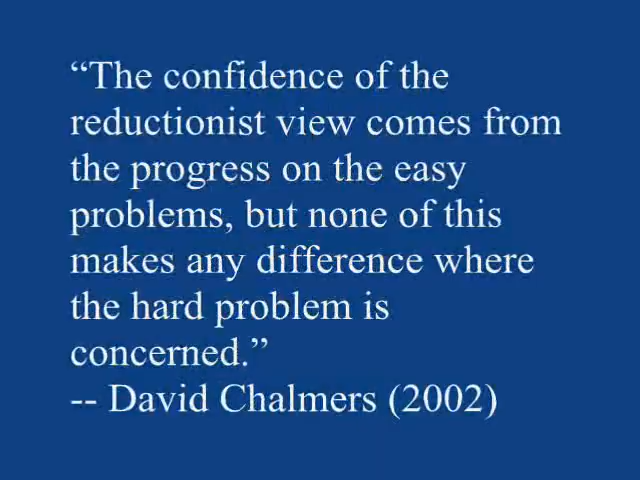 “The confidence of the
reductionist view comes from
the progress on the easy
problems, but none of this
makes any difference where
the hard problem is
concerned.”
-- David Chalmers (2002)